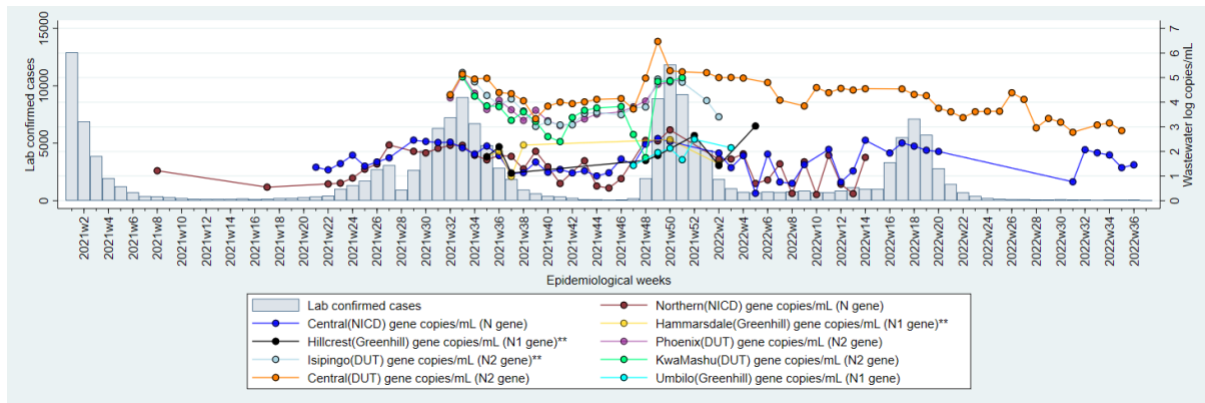 15000
10000
5000
0
Lab confirmed cases
7
6
5
4
3
2
1
0
Wastewater log copies/mL
2021w2
2021w4
2021w6
2021w8
2021w10
2021w12
2021w14
2021w16
2021w18
2021w20
2021w22
2021w24
2021w26
2021w28
2021w30
2021w32
2021w34
2021w36
2021w38
2021w40
2021w42
2021w44
2021w46
2021w48
2021w50
2021w52
2022w2
2022w4
2022w6
2022w8
2022w10
2022w12
2022w14
2022w16
2022w18
2022w20
2022w22
2022w24
2022w26
2022w28
2022w30
2022w32
2022w34
2022w36
Epidemiological weeks
Lab confirmed cases
Northern(NICD) gene copies/mL (N gene)
Central(NICD) gene copies/mL (N gene)
Hammarsdale(Greenhill) gene copies/mL (N1 gene)**
Hillcrest(Greenhill) gene copies/mL (N1 gene)**
Phoenix(DUT) gene copies/mL (N2 gene)
Isipingo(DUT) gene copies/mL (N2 gene)**
KwaMashu(DUT) gene copies/mL (N2 gene)
Central(DUT) gene copies/mL (N2 gene)
Umbilo(Greenhill) gene copies/mL (N1 gene)